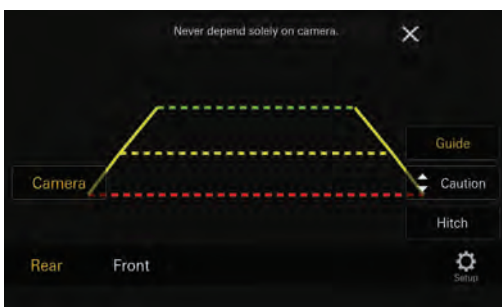 Never depend solely on camera.
Guide
Camera
Caution
Hitch
Rear
Front
Setup